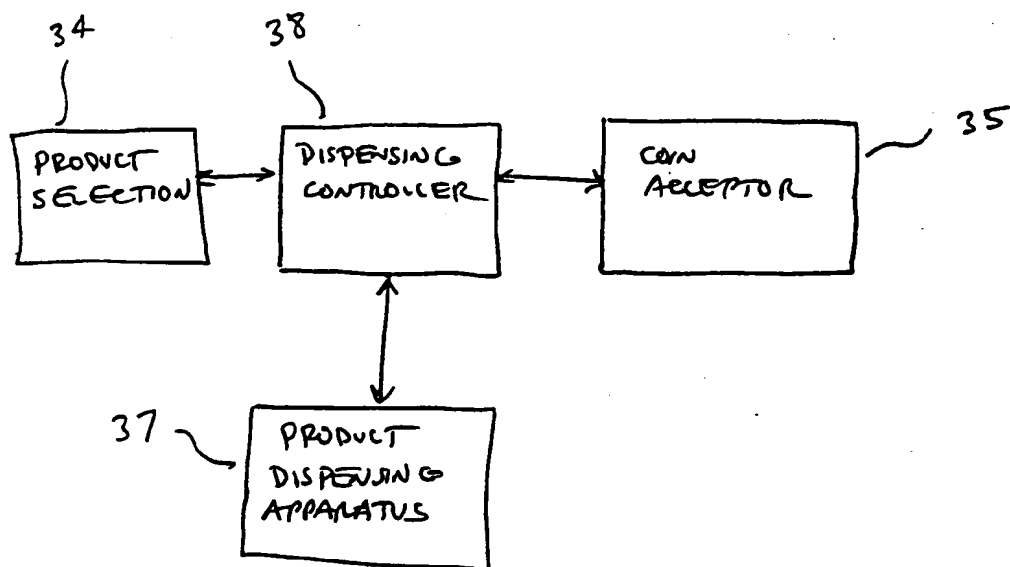 34
38
35
PRODUCT
SELECTION
DISPENSING
CONTROLLER
COIN
ACCEPTOR
37
PRODUCT
DISPENSING
APPARATUS